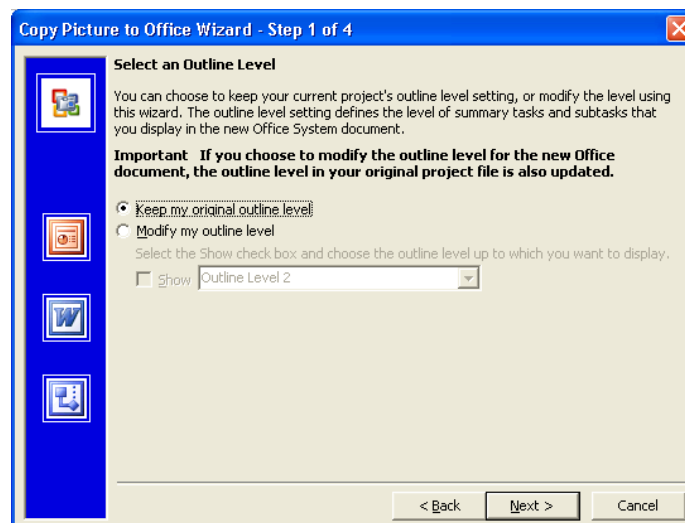 Copy Picture to Office Wizard - Step 1 of 4
Select an Outline Level
You can choose to keep your current project's outline level setting, or modify the level using
this wizard. The outline level setting defines the level of summary tasks and subtasks that
you display in the new Office System document.
Important If you choose to modify the outline level for the new Office
document, the outline level in your original project file is also updated.
Keep my original outline level
Modify my outline level
Select the Show check box and choose the outline level up to which you want to display.
Show Outline Level 2
< Back Next > Cancel